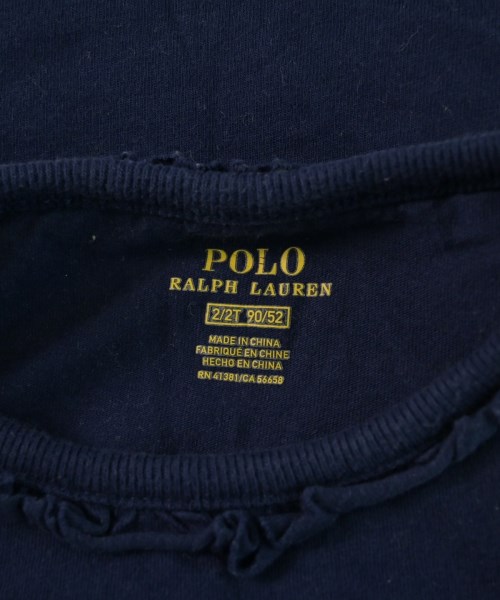 POLO
RALPH LAUREN
2/2T 90/52
MADE IN CHINA
FABRIQUÉ EN CHINE
HECHO EN CHINA
RN 41381/CA 56658